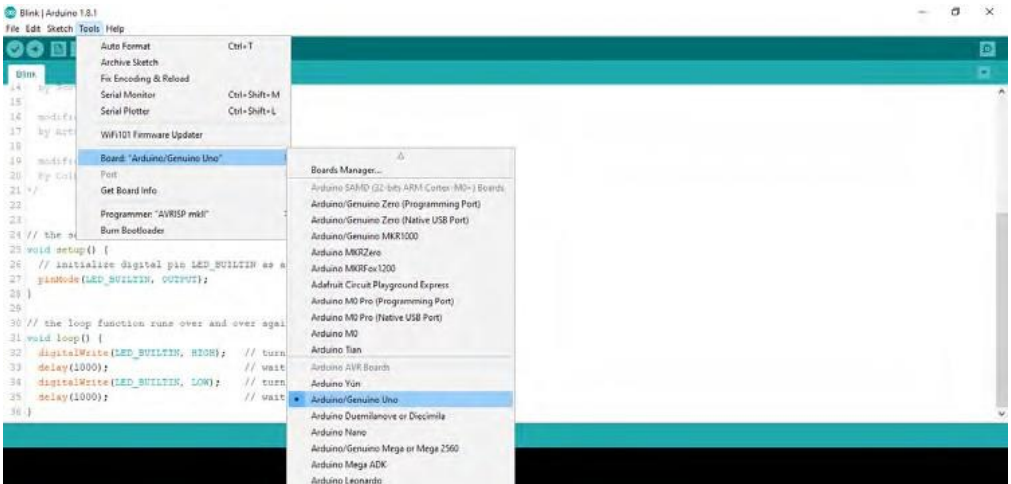 Blink | Arduino 1.8.1
File Edit Sketch Tools Help
Blink
Auto Format Ctrl+T
Archive Sketch
Fix Encoding & Reload
Serial Monitor Ctrl+Shift+M
Serial Plotter Ctrl+Shift+L
WiFi101 Firmware Updater
Board: "Arduino/Genuino Uno"
Port
Get Board Info
Programmer: "AVRISP mkII"
Burn Bootloader
Boards Manager...
Arduino SAMD (32-bits ARM Cortex-M0+) Boards
Arduino/Genuino Zero (Programming Port)
Arduino/Genuino Zero (Native USB Port)
Arduino/Genuino MKR1000
Arduino MKRZero
Arduino MKRFox1200
Adafruit Circuit Playground Express
Arduino M0 Pro (Programming Port)
Arduino M0 Pro (Native USB Port)
Arduino M0
Arduino Tian
Arduino AVR Boards
Arduino Yún
Arduino/Genuino Uno
Arduino Duemilanove or Diecimila
Arduino Nano
Arduino/Genuino Mega or Mega 2560
Arduino Mega ADK
Arduino Leonardo
14 by
15
16 modifi
17 by
18
19 modifi
20 by
21 */
22
23
24 // the
25 void setup() {
26 // initialize digital pin LED_BUILTIN as a
27 pinMode(LED_BUILTIN, OUTPUT);
28 }
29
30 // the loop function runs over and over agai
31 void loop() {
32 digitalWrite(LED_BUILTIN, HIGH); // turn
33 delay(1000); // wait
34 digitalWrite(LED_BUILTIN, LOW); // turn
35 delay(1000); // wait
36 }